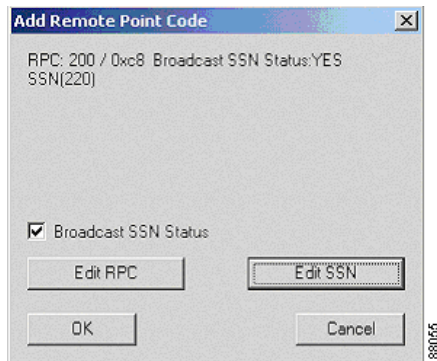 Add Remote Point Code
RPC: 200 / 0xc8 Broadcast SSN Status:YES
SSN(220)
Broadcast SSN Status
Edit RPC Edit SSN
OK Cancel
88055